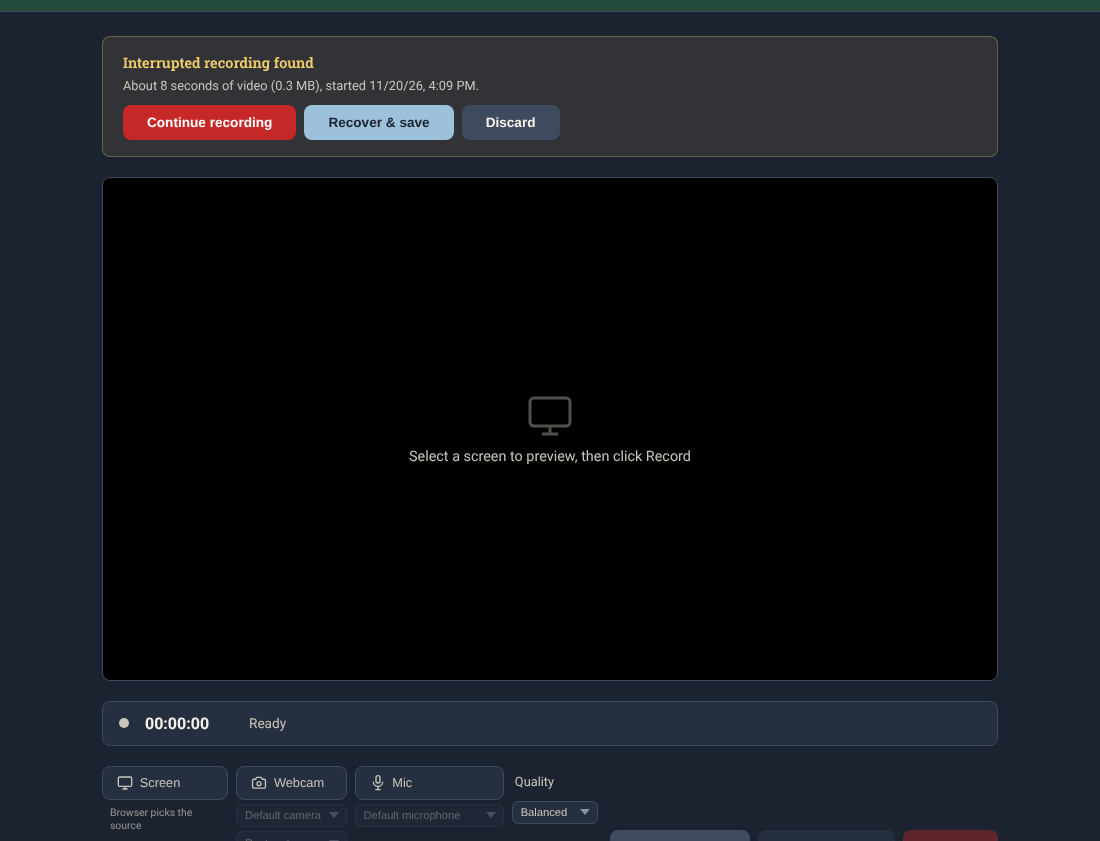 Interrupted recording found
About 8 seconds of video (0.3 MB), started 11/20/26, 4:09 PM.
Continue recording
Recover & save
Discard
Select a screen to preview, then click Record
00:00:00
Ready
Screen
Webcam
Mic
Quality
Browser picks the
source
Default camera
Default microphone
Balanced